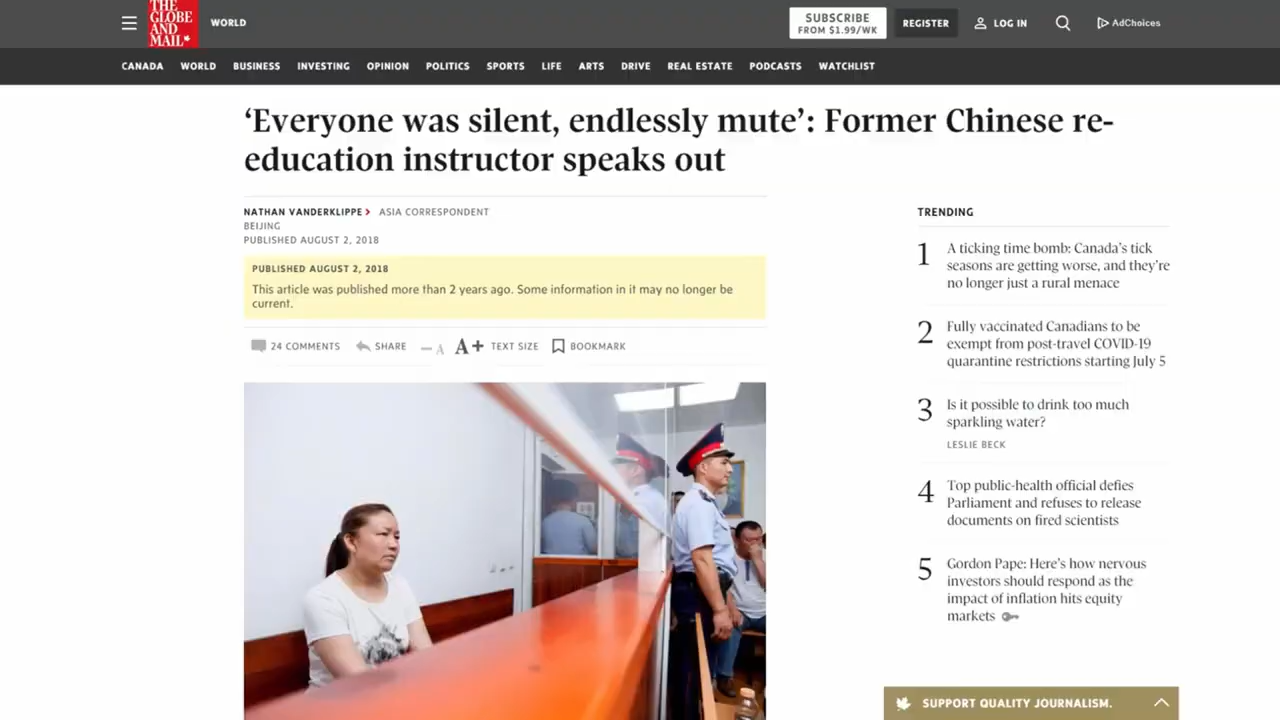 THE
GLOBE
AND
MAIL
WORLD
SUBSCRIBE
FROM $1.99/WK
REGISTER
LOG IN
AdChoices
CANADA WORLD BUSINESS INVESTING OPINION POLITICS SPORTS LIFE ARTS DRIVE REAL ESTATE PODCASTS WATCHLIST
‘Everyone was silent, endlessly mute’: Former Chinese re-
education instructor speaks out
NATHAN VANDERKLIPPE > ASIA CORRESPONDENT
BEIJING
PUBLISHED AUGUST 2, 2018
PUBLISHED AUGUST 2, 2018
This article was published more than 2 years ago. Some information in it may no longer be
current.
24 COMMENTS SHARE — A A+ TEXT SIZE BOOKMARK
TRENDING
1 A ticking time bomb: Canada’s tick
seasons are getting worse, and they’re
no longer just a rural menace
2 Fully vaccinated Canadians to be
exempt from post-travel COVID-19
quarantine restrictions starting July 5
3 Is it possible to drink too much
sparkling water?
LESLIE BECK
4 Top public-health official defies
Parliament and refuses to release
documents on fired scientists
5 Gordon Pape: Here’s how nervous
investors should respond as the
impact of inflation hits equity
markets
SUPPORT QUALITY JOURNALISM.